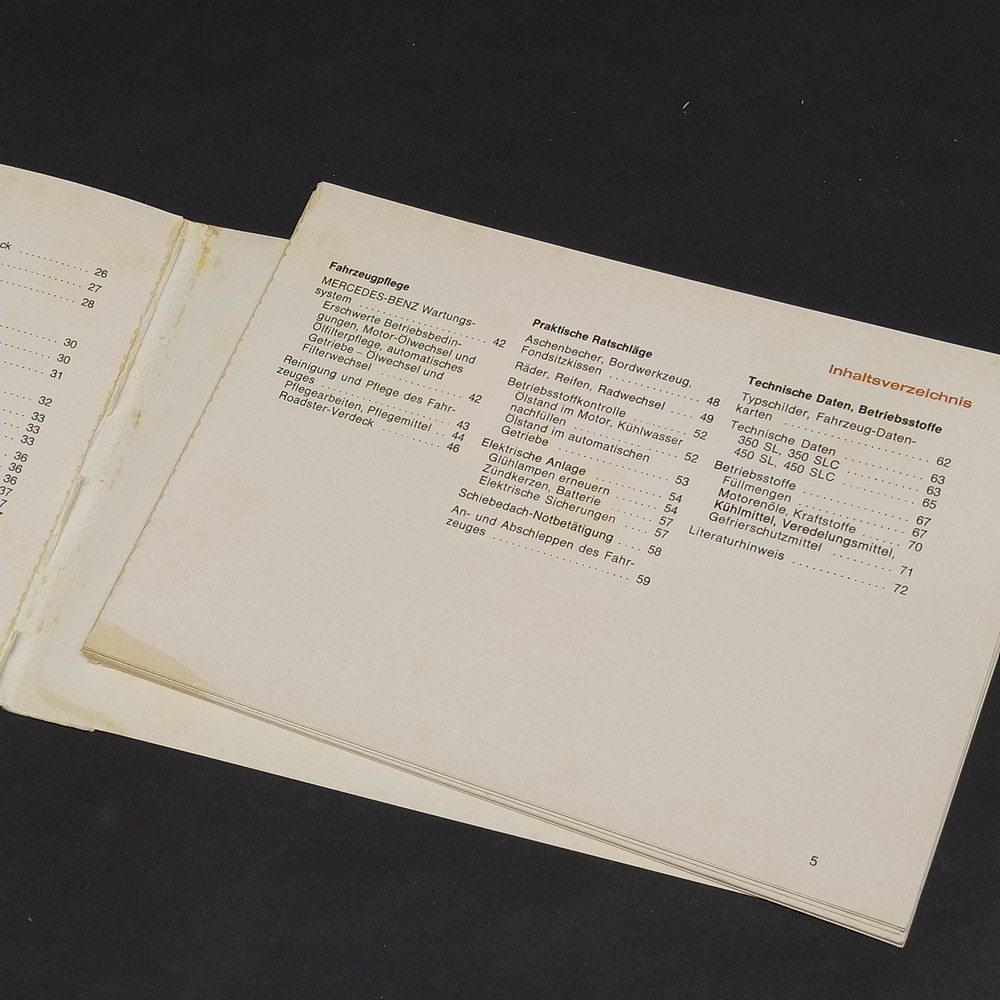 ck 26
27
28
30
30
31
32
33
33
33
36
36
36
37
Inhaltsverzeichnis
Fahrzeugpflege
MERCEDES-BENZ Wartungs-
system 42
Erschwerte Betriebsbedin-
gungen, Motor-Ölwechsel und
Ölfilterpflege, automatisches
Getriebe – Ölwechsel und
Filterwechsel 42
Reinigung und Pflege des Fahr-
zeuges 43
Pflegearbeiten, Pflegemittel 44
Roadster-Verdeck 46
Praktische Ratschläge
Aschenbecher, Bordwerkzeug,
Fondsitzkissen 48
Räder, Reifen, Radwechsel 49
Betriebsstoffkontrolle 52
Ölstand im Motor, Kühlwasser
nachfüllen 52
Ölstand im automatischen
Getriebe 53
Elektrische Anlage 54
Glühlampen erneuern 54
Zündkerzen, Batterie 57
Elektrische Sicherungen 57
Schiebedach-Notbetätigung 58
An- und Abschleppen des Fahr-
zeuges 59
Technische Daten, Betriebsstoffe
Typschilder, Fahrzeug-Daten-
karten 62
Technische Daten 63
350 SL, 350 SLC 63
450 SL, 450 SLC 65
Betriebsstoffe 67
Füllmengen 67
Motorenöle, Kraftstoffe 70
Kühlmittel, Veredelungsmittel,
Gefrierschutzmittel 71
Literaturhinweis 72
5